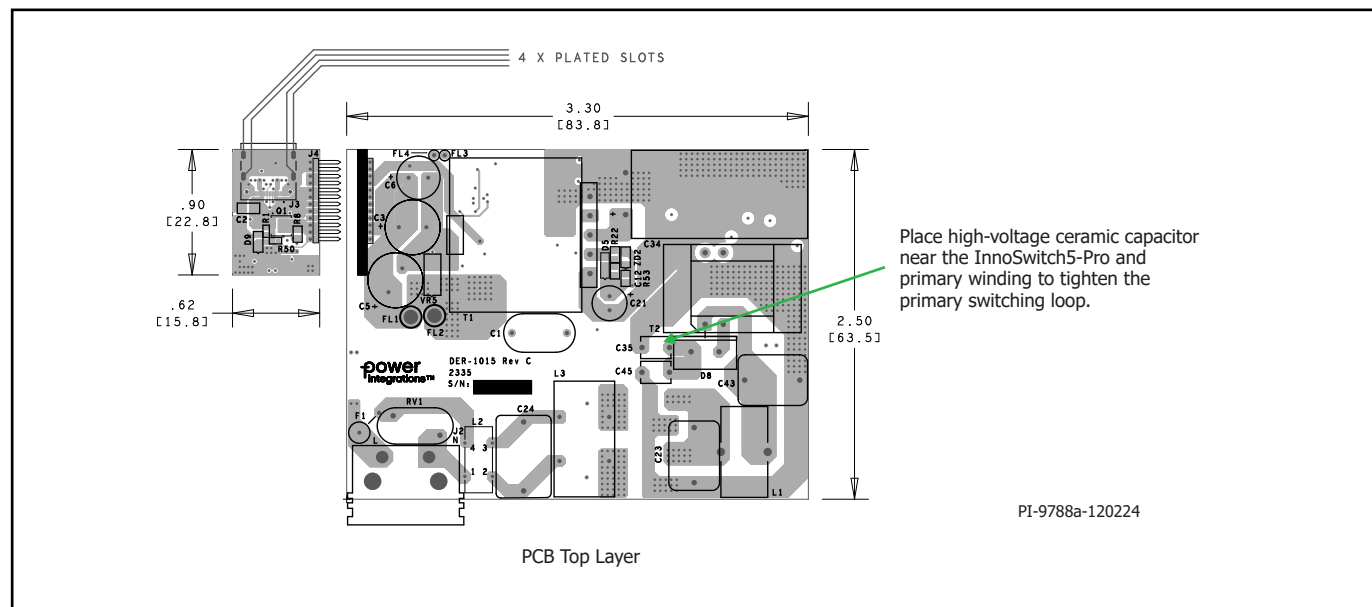 4 X PLATED SLOTS
3.30
[83.8]
FL4
FL3
J4
C6
+
.90
[22.8]
J3
Q1
C2
R1
R8
D9
R50
C3
+
C34
+
D5
R22
ZD2
C12
R53
Place high-voltage ceramic capacitor
near the InnoSwitch5-Pro and
primary winding to tighten the
primary switching loop.
.62
[15.8]
C5+
VR5
C21
+
2.50
[63.5]
FL1
FL2
T1
C1
T2
C35
power
integrations™
DER-1015 Rev C
2335
S/N:
C45
D8
C43
L3
RV1
F1
L
J2
N
L2
4 3
1 2
C24
C23
L1
PI-9788a-120224
PCB Top Layer